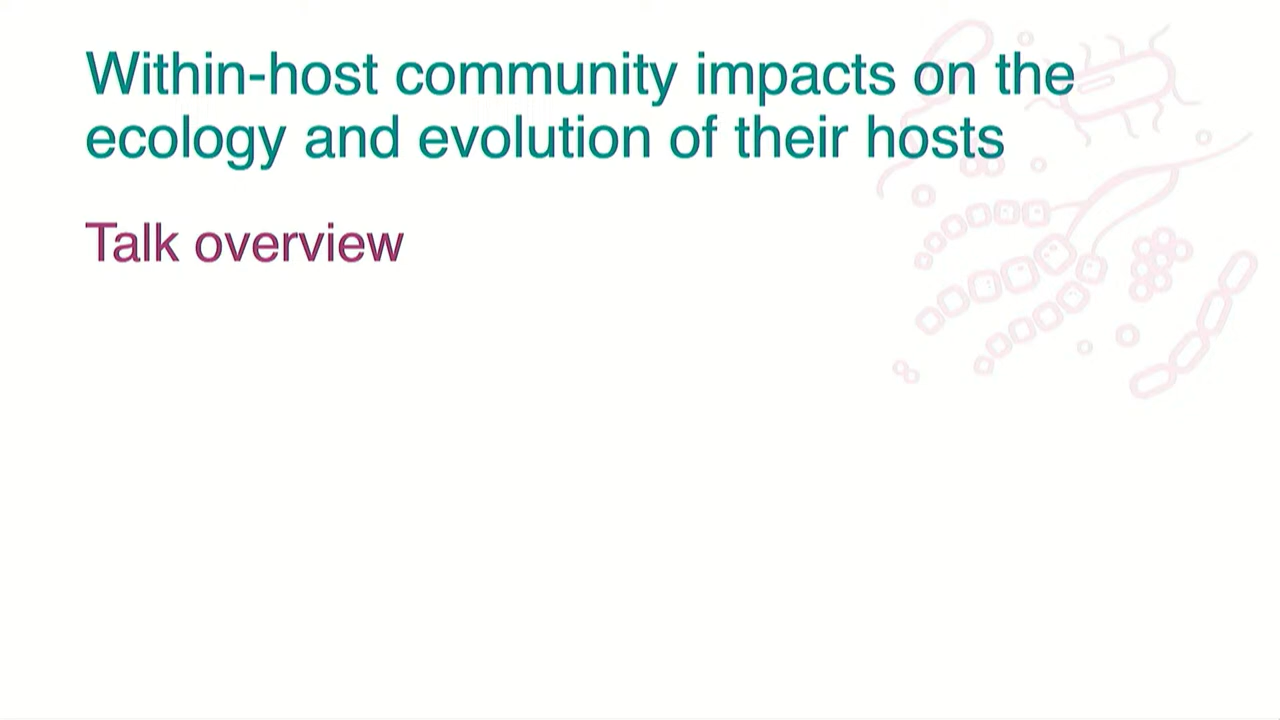 Within-host community impacts on the
ecology and evolution of their hosts
Talk overview